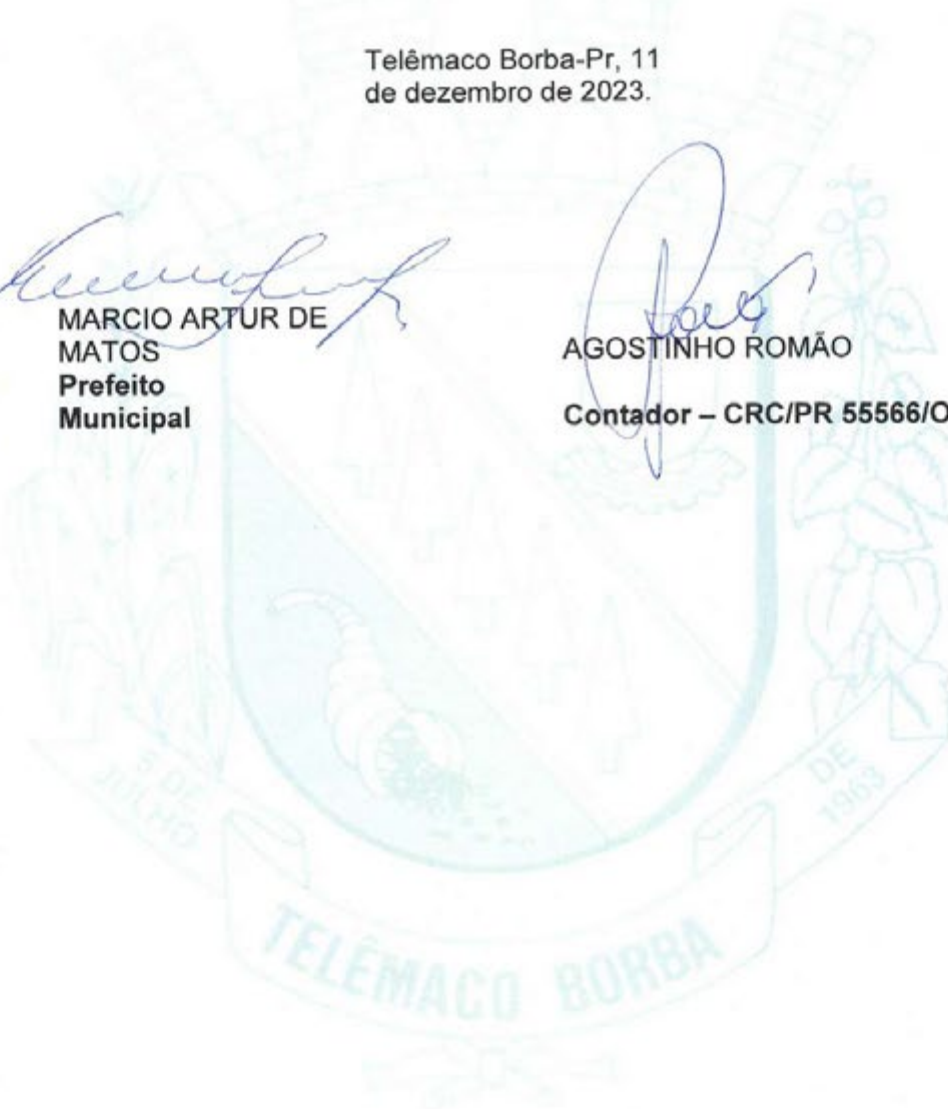 Telêmaco Borba-Pr, 11
de dezembro de 2023.
MARCIO ARTUR DE
MATOS
Prefeito
Municipal
AGOSTINHO ROMÃO
Contador – CRC/PR 55566/O
5 DE
JULHO
DE
1963
TELÊMACO BORBA